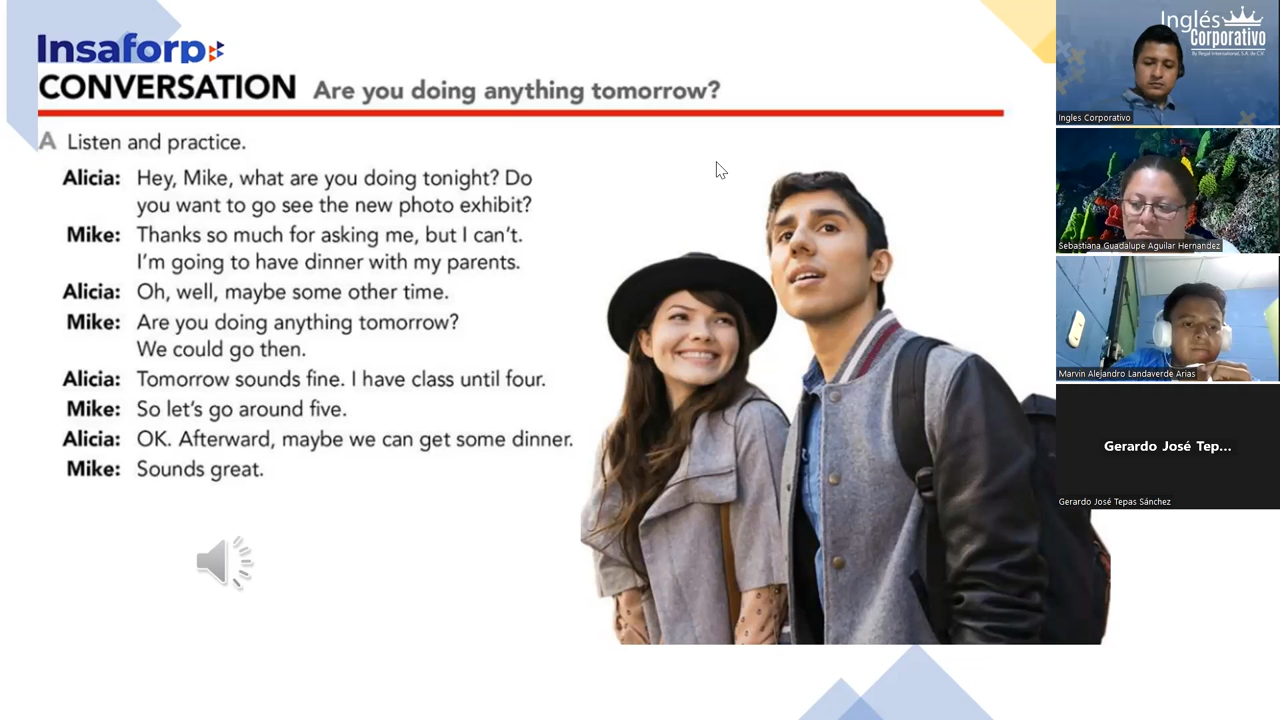 Insaforp
CONVERSATION Are you doing anything tomorrow?
A Listen and practice.
Alicia: Hey, Mike, what are you doing tonight? Do
you want to go see the new photo exhibit?
Mike: Thanks so much for asking me, but I can't.
I'm going to have dinner with my parents.
Alicia: Oh, well, maybe some other time.
Mike: Are you doing anything tomorrow?
We could go then.
Alicia: Tomorrow sounds fine. I have class until four.
Mike: So let's go around five.
Alicia: OK. Afterward, maybe we can get some dinner.
Mike: Sounds great.
Inglés
Corporativo
By Regal International, S.A. de C.V.
Ingles Corporativo
Sebastiana Guadalupe Aguilar Hernandez
Marvin Alejandro Landaverde Arias
Gerardo José Tep...
Gerardo José Tepas Sánchez